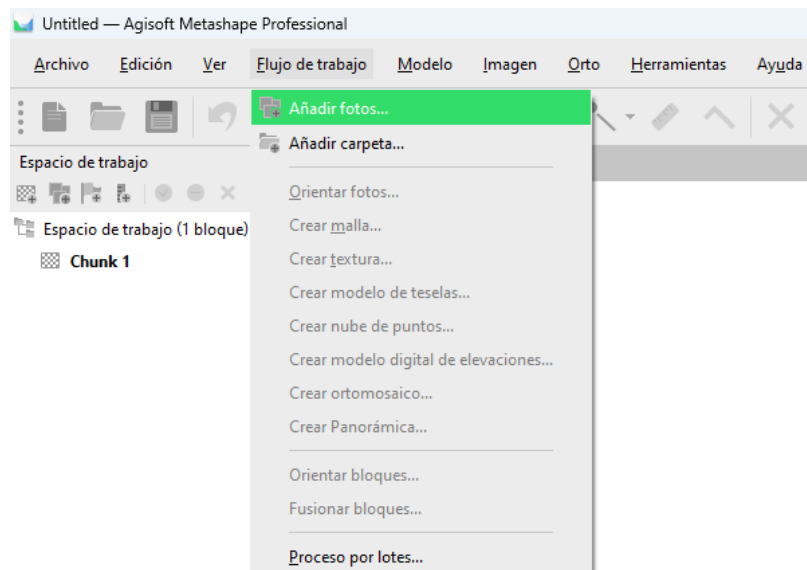 Untitled — Agisoft Metashape Professional
Archivo Edición Ver Flujo de trabajo Modelo Imagen Orto Herramientas Ayuda
Añadir fotos...
Añadir carpeta...
Espacio de trabajo
Orientar fotos...
Espacio de trabajo (1 bloque)
Crear malla...
Chunk 1
Crear textura...
Crear modelo de teselas...
Crear nube de puntos...
Crear modelo digital de elevaciones...
Crear ortomosaico...
Crear Panorámica...
Orientar bloques...
Fusionar bloques...
Proceso por lotes...